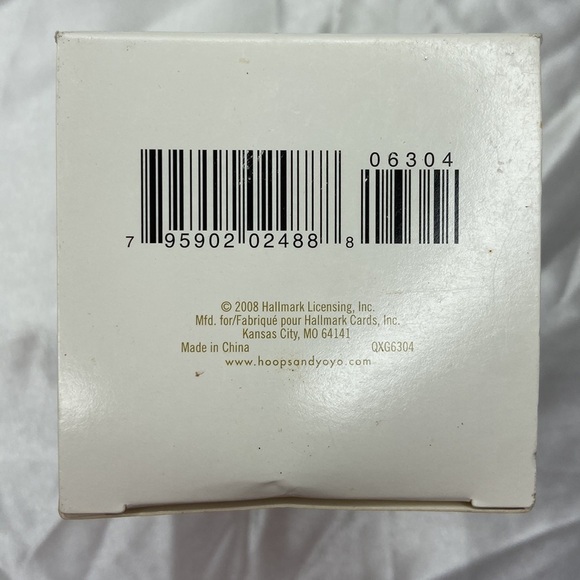 06304
7 95902 02488 8
© 2008 Hallmark Licensing, Inc.
Mfd. for/Fabriqué pour Hallmark Cards, Inc.
Kansas City, MO 64141
Made in China QXG6304
www.hoopsandyoyo.com